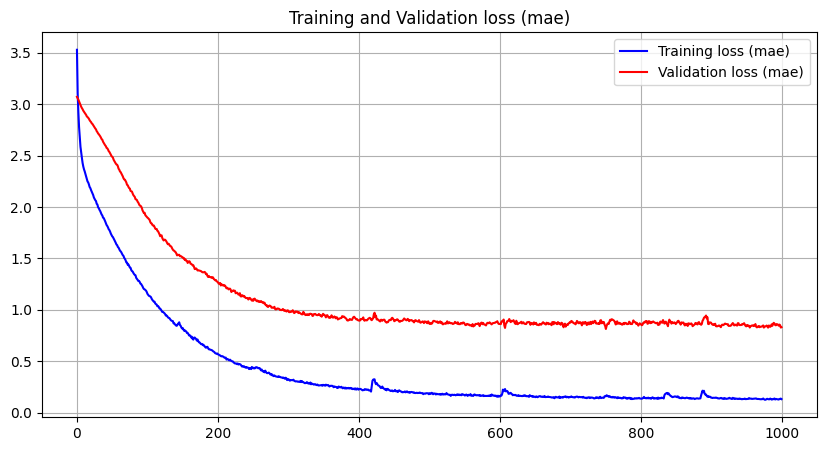 Training and Validation loss (mae)
Training loss (mae)
Validation loss (mae)
3.5
3.0
2.5
2.0
1.5
1.0
0.5
0.0
0 200 400 600 800 1000